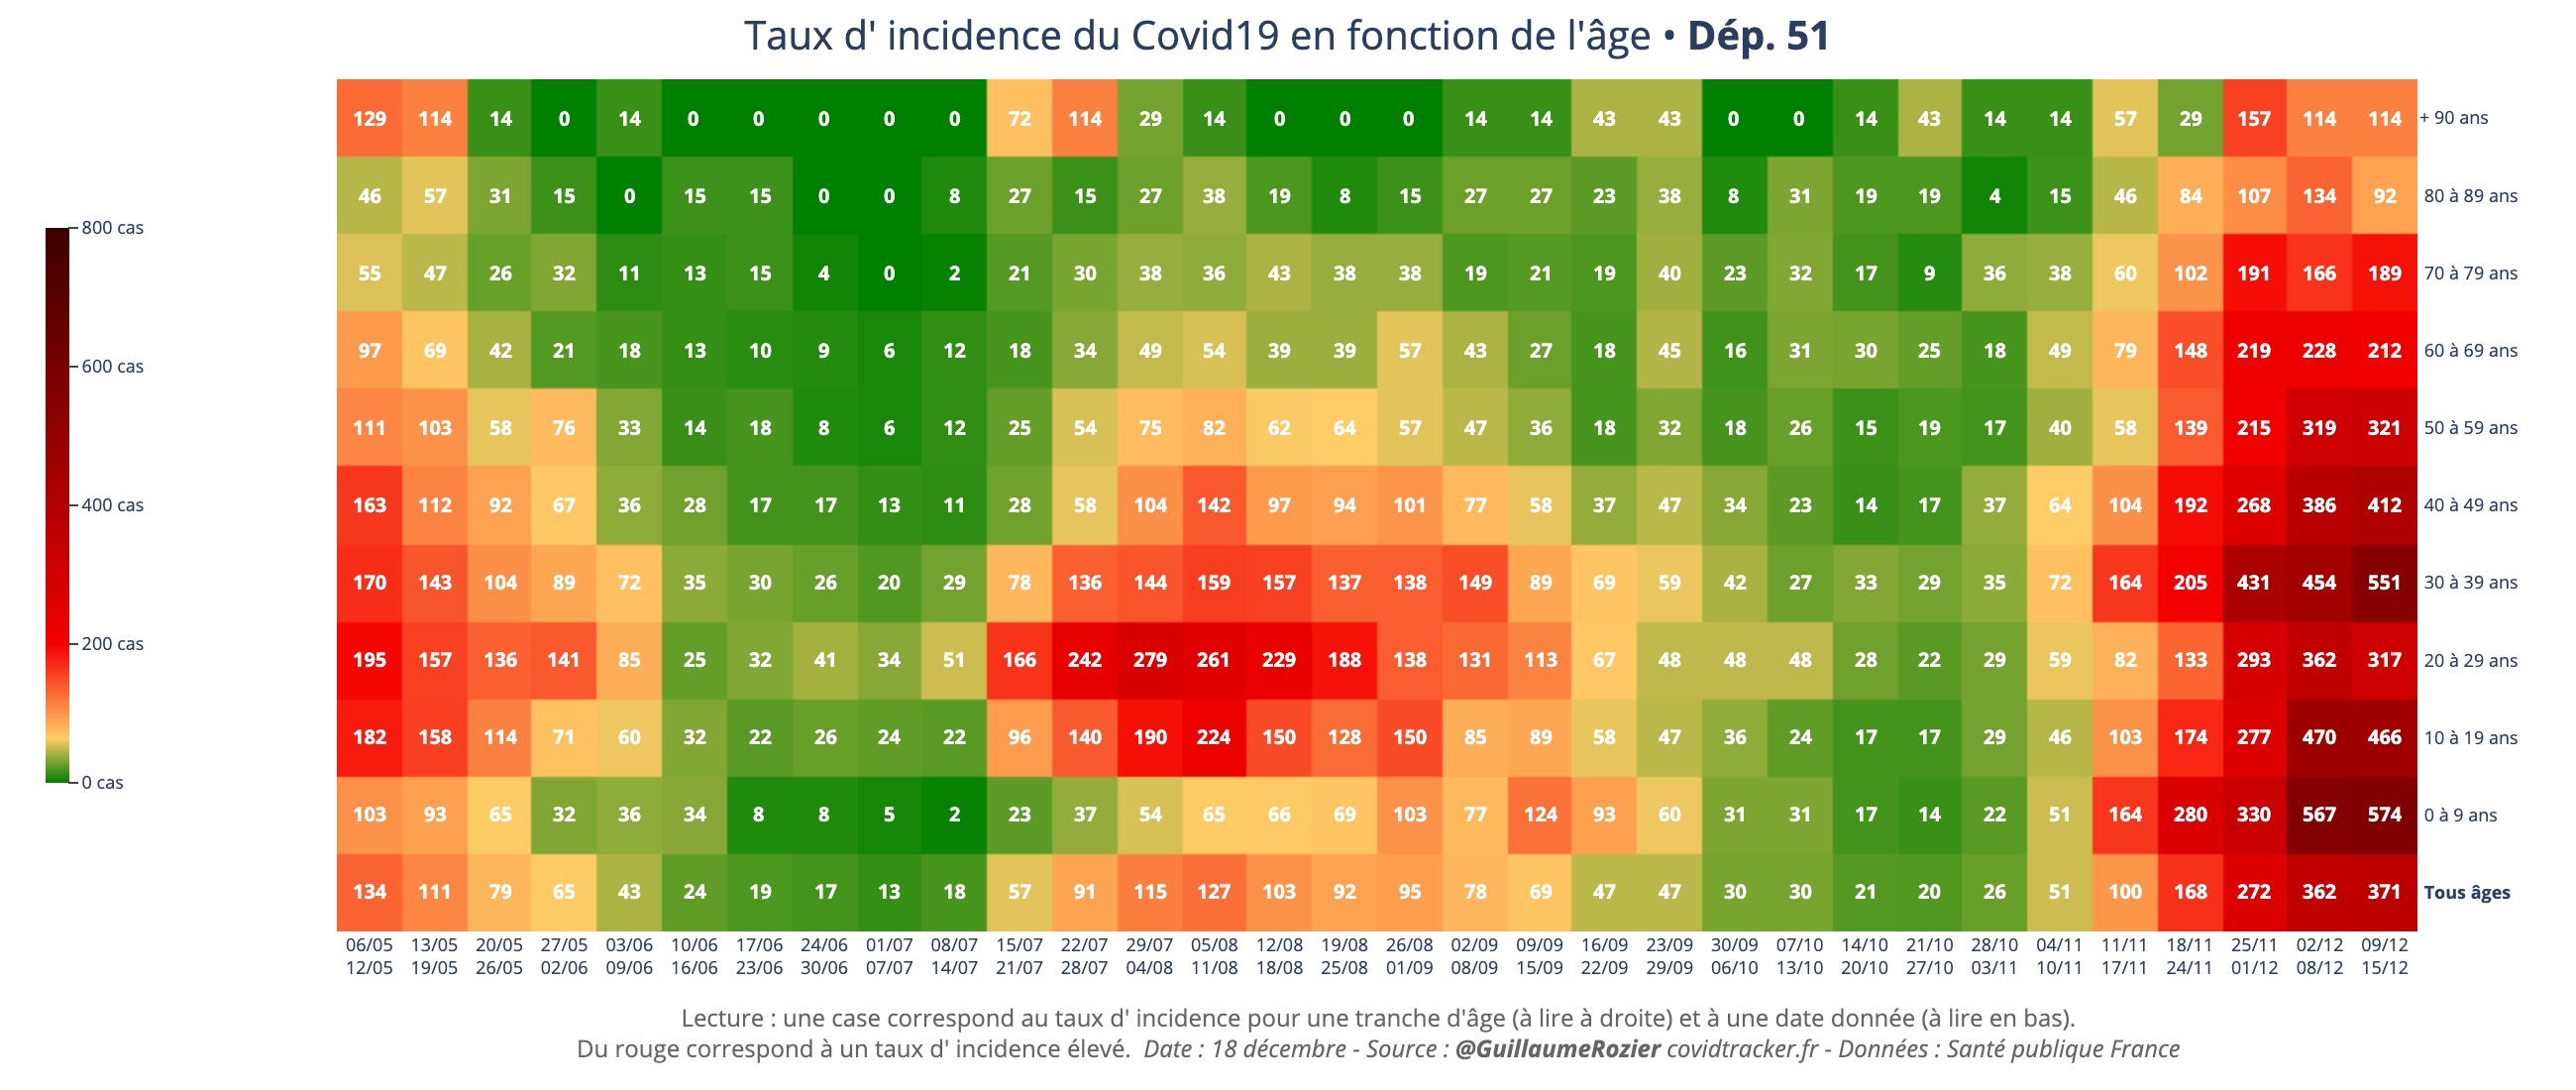 Taux d' incidence du Covid19 en fonction de l'âge • Dép. 51
129 114 14 0 14 0 0 0 0 0 72 114 29 14 0 0 0 14 14 43 43 0 0 14 43 14 14 57 29 157 114 114 + 90 ans
46 57 31 15 0 15 15 0 0 8 27 15 27 38 19 8 15 27 27 23 38 8 31 19 19 4 15 46 84 107 134 92 80 à 89 ans
55 47 26 32 11 13 15 4 0 2 21 30 38 36 43 38 38 19 21 19 40 23 32 17 9 36 38 60 102 191 166 189 70 à 79 ans
97 69 42 21 18 13 10 9 6 12 18 34 49 54 39 39 57 43 27 18 45 16 31 30 25 18 49 79 148 219 228 212 60 à 69 ans
111 103 58 76 33 14 18 8 6 12 25 54 75 82 62 64 57 47 36 18 32 18 26 15 19 17 40 58 139 215 319 321 50 à 59 ans
163 112 92 67 36 28 17 17 13 11 28 58 104 142 97 94 101 77 58 37 47 34 23 14 17 37 64 104 192 268 386 412 40 à 49 ans
170 143 104 89 72 35 30 26 20 29 78 136 144 159 157 137 138 149 89 69 59 42 27 33 29 35 72 164 205 431 454 551 30 à 39 ans
195 157 136 141 85 25 32 41 34 51 166 242 279 261 229 188 138 131 113 67 48 48 48 28 22 29 59 82 133 293 362 317 20 à 29 ans
182 158 114 71 60 32 22 26 24 22 96 140 190 224 150 128 150 85 89 58 47 36 24 17 17 29 46 103 174 277 470 466 10 à 19 ans
103 93 65 32 36 34 8 8 5 2 23 37 54 65 66 69 103 77 124 93 60 31 31 17 14 22 51 164 280 330 567 574 0 à 9 ans
134 111 79 65 43 24 19 17 13 18 57 91 115 127 103 92 95 78 69 47 47 30 30 21 20 26 51 100 168 272 362 371 Tous âges
06/05 13/05 20/05 27/05 03/06 10/06 17/06 24/06 01/07 08/07 15/07 22/07 29/07 05/08 12/08 19/08 26/08 02/09 09/09 16/09 23/09 30/09 07/10 14/10 21/10 28/10 04/11 11/11 18/11 25/11 02/12 09/12
12/05 19/05 26/05 02/06 09/06 16/06 23/06 30/06 07/07 14/07 21/07 28/07 04/08 11/08 18/08 25/08 01/09 08/09 15/09 22/09 29/09 06/10 13/10 20/10 27/10 03/11 10/11 17/11 24/11 01/12 08/12 15/12
800 cas
600 cas
400 cas
200 cas
0 cas
Lecture : une case correspond au taux d' incidence pour une tranche d'âge (à lire à droite) et à une date donnée (à lire en bas).
Du rouge correspond à un taux d' incidence élevé. Date : 18 décembre - Source : @GuillaumeRozier covidtracker.fr - Données : Santé publique France